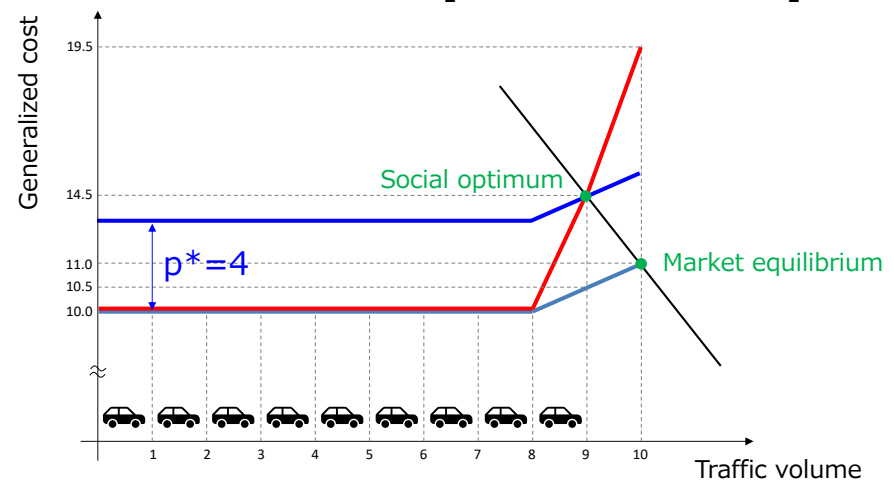 Generalized cost
19.5
Social optimum
14.5
p*=4
11.0
Market equilibrium
10.5
10.0
1 2 3 4 5 6 7 8 9 10
Traffic volume